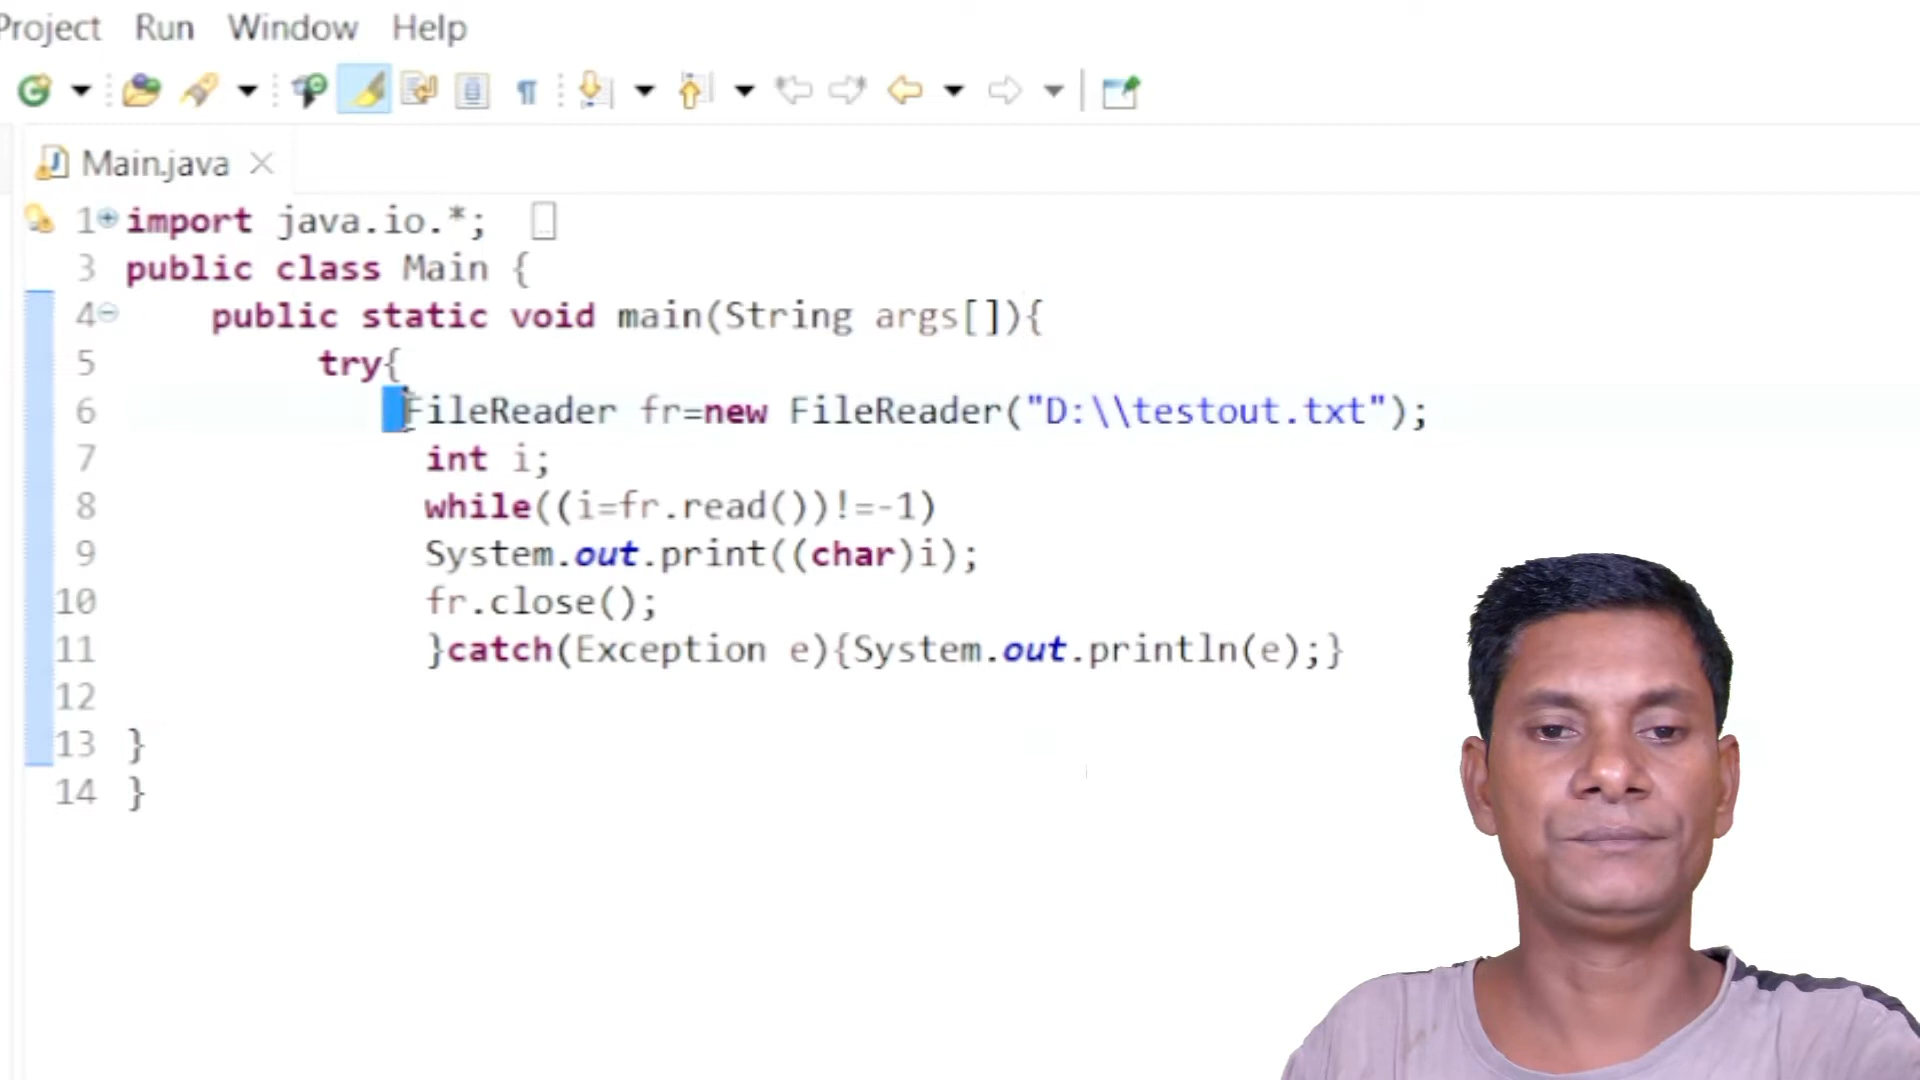 Project Run Window Help
Main.java
1 import java.io.*;
3 public class Main {
4 public static void main(String args[]){
5 try{
6 FileReader fr=new FileReader("D:\\testout.txt");
7 int i;
8 while((i=fr.read())!=-1)
9 System.out.print((char)i);
10 fr.close();
11 }catch(Exception e){System.out.println(e);}
12
13 }
14 }